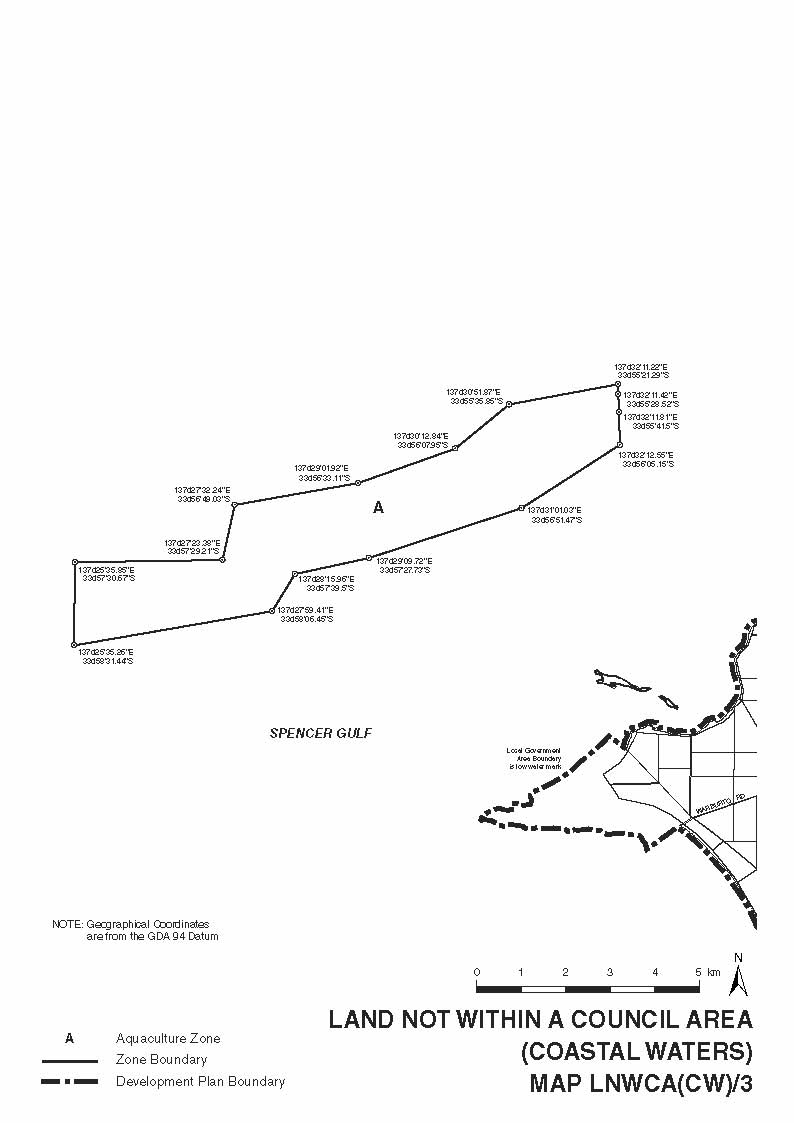 137d32'11.22"E
33d55'21.29"S
137d30'51.87"E
33d55'35.85"S
137d32'11.42"E
33d55'28.52"S
137d32'11.81"E
33d55'41.5"S
137d30'12.84"E
33d56'07.95"S
137d32'12.55"E
33d56'05.15"S
137d29'01.92"E
33d56'33.11"S
137d27'32.24"E
33d56'49.03"S
A
137d31'01.03"E
33d56'51.47"S
137d27'23.38"E
33d57'29.21"S
137d29'09.72"E
33d57'27.73"S
137d25'35.85"E
33d57'30.67"S
137d28'15.96"E
33d57'39.5"S
137d27'59.41"E
33d58'06.45"S
137d25'35.26"E
33d58'31.44"S
SPENCER GULF
Local Government
Area Boundary
is low water mark
WARBURTO RD
NOTE: Geographical Coordinates
are from the GDA 94 Datum
N
0 1 2 3 4 5 km
LAND NOT WITHIN A COUNCIL AREA
(COASTAL WATERS)
MAP LNWCA(CW)/3
A Aquaculture Zone
Zone Boundary
Development Plan Boundary